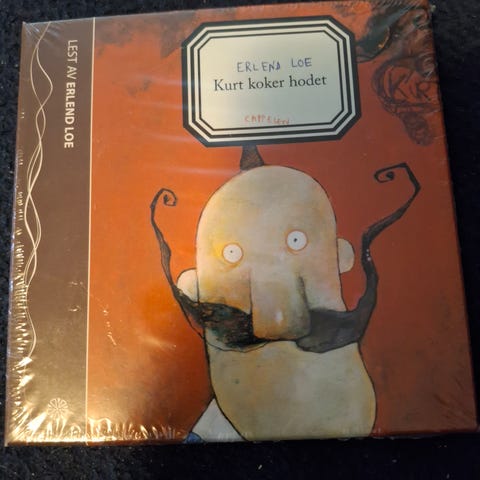 LEST AV ERLEND LOE
ERLEND LOE
Kurt koker hodet
CAPPELEN